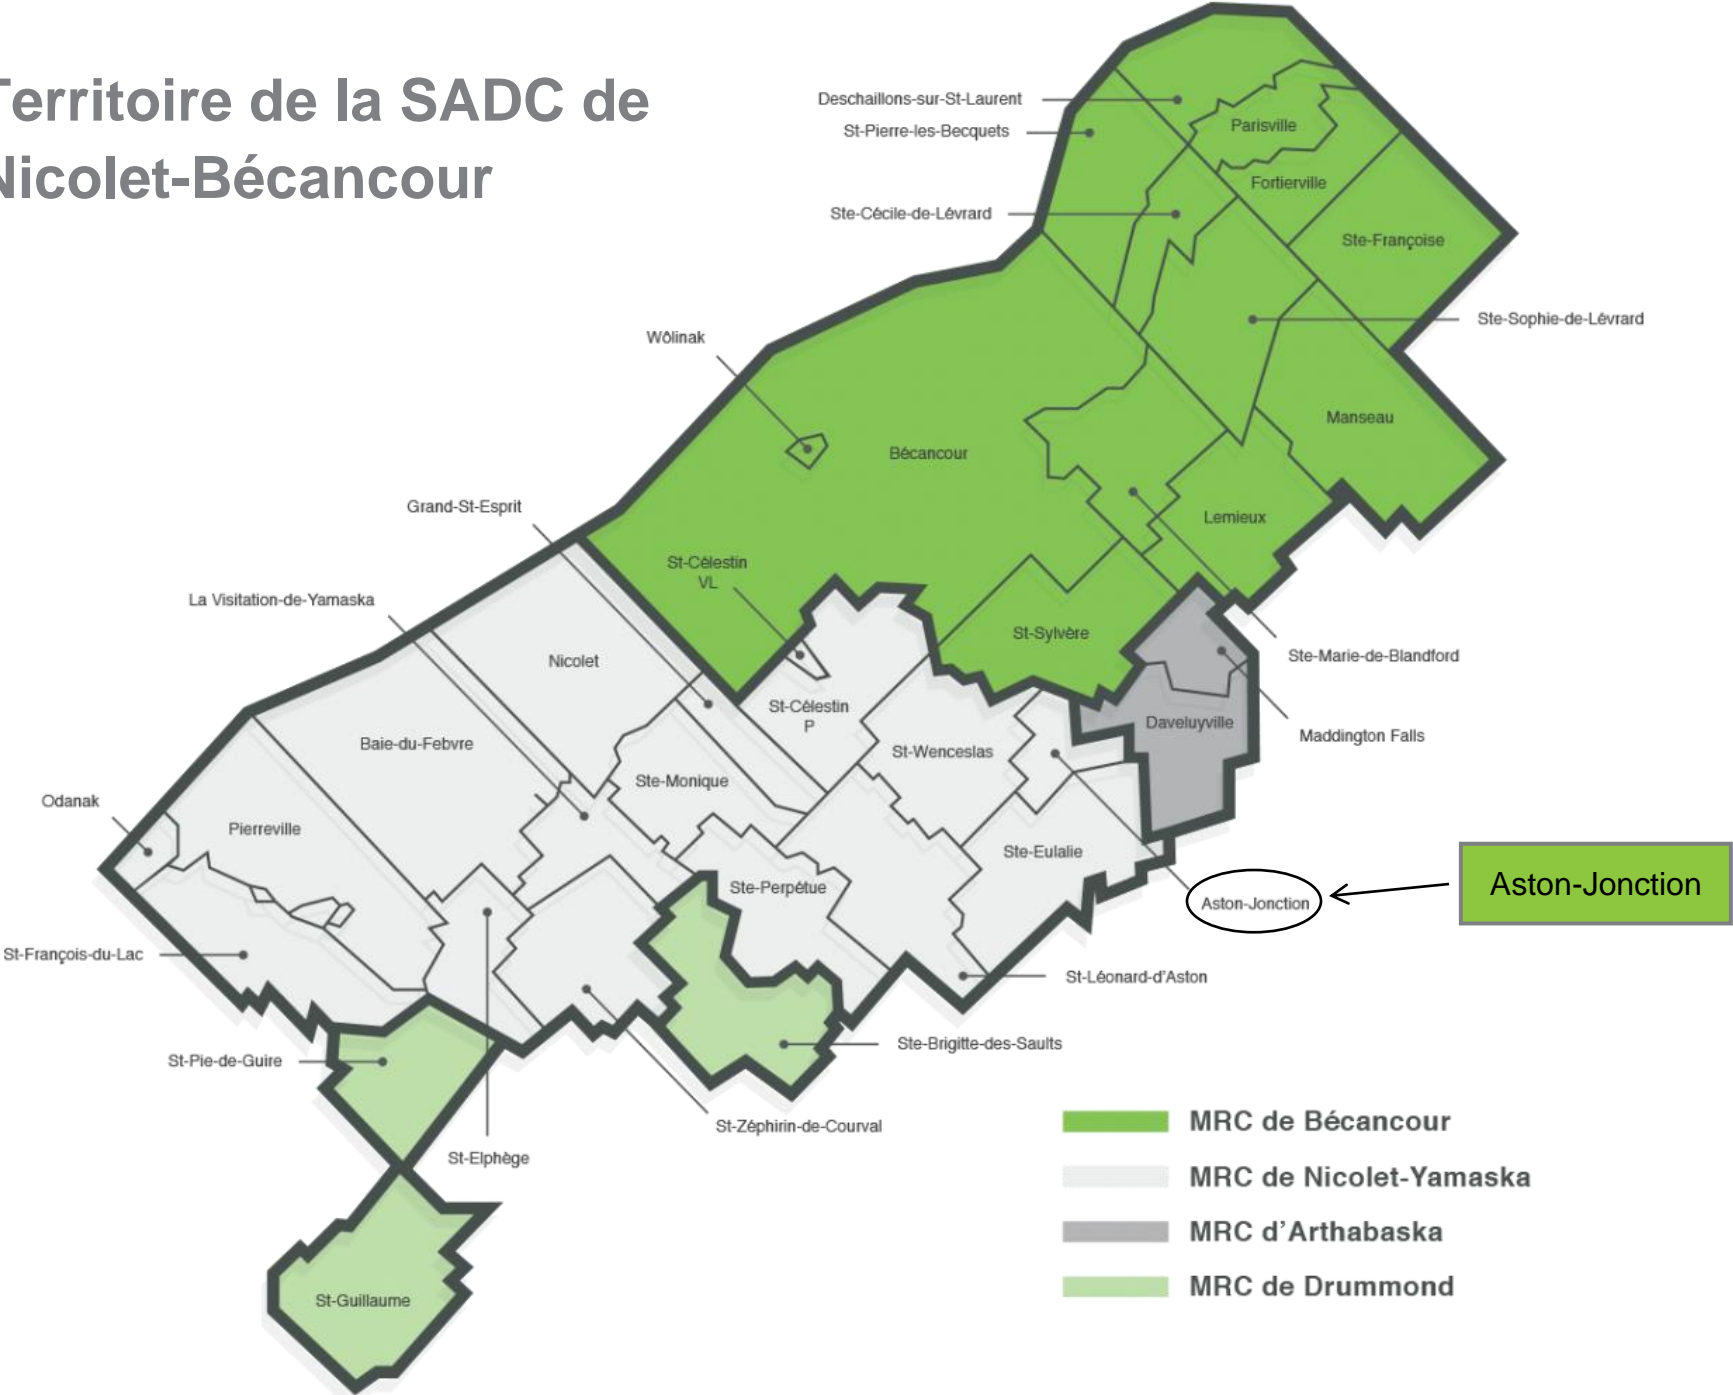 Territoire de la SADC de
Nicolet-Bécancour
Deschaillons-sur-St-Laurent
St-Pierre-les-Becquets
Parisville
Fortierville
Ste-Cécile-de-Lévrard
Ste-Françoise
Ste-Sophie-de-Lévrard
Wôlinak
Manseau
Bécancour
Grand-St-Esprit
Lemieux
St-Célestin
VL
La Visitation-de-Yamaska
St-Sylvère
Ste-Marie-de-Blandford
Nicolet
St-Célestin
P
Daveluyville
Maddington Falls
Baie-du-Febvre
St-Wenceslas
Ste-Monique
Odanak
Pierreville
Ste-Eulalie
Ste-Perpétue
Aston-Jonction
Aston-Jonction
St-François-du-Lac
St-Léonard-d'Aston
St-Pie-de-Guire
Ste-Brigitte-des-Saults
St-Zéphirin-de-Courval
St-Elphège
St-Guillaume
MRC de Bécancour
MRC de Nicolet-Yamaska
MRC d'Arthabaska
MRC de Drummond